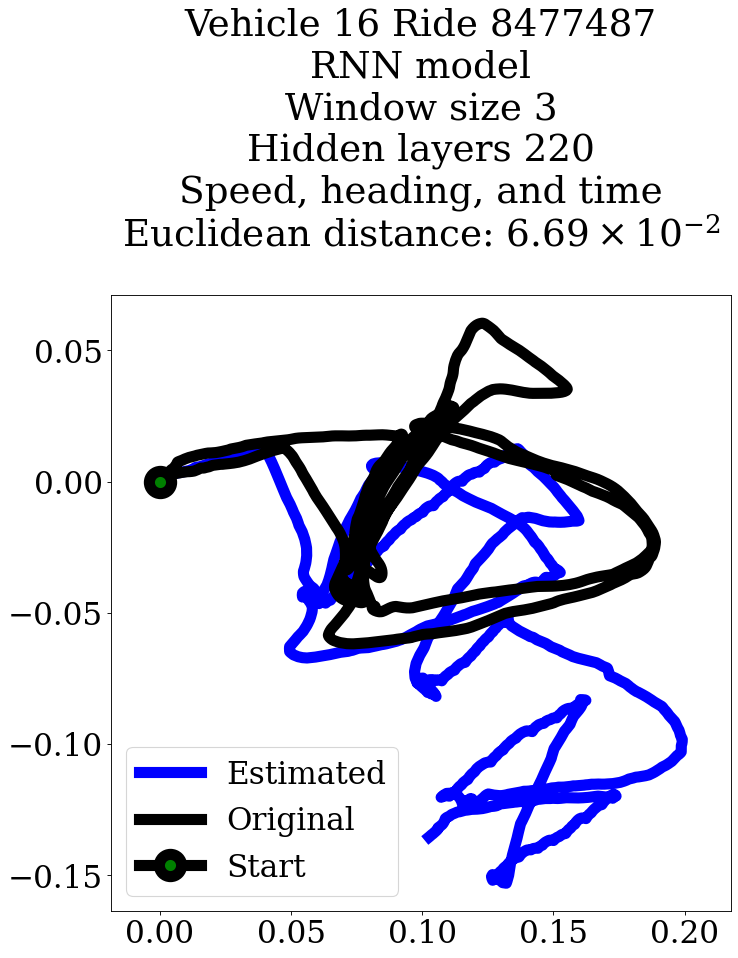 Vehicle 16 Ride 8477487
RNN model
Window size 3
Hidden layers 220
Speed, heading, and time
Euclidean distance: 6.69 × 10⁻²
0.05
0.00
−0.05
−0.10
−0.15
Estimated
Original
Start
0.00 0.05 0.10 0.15 0.20